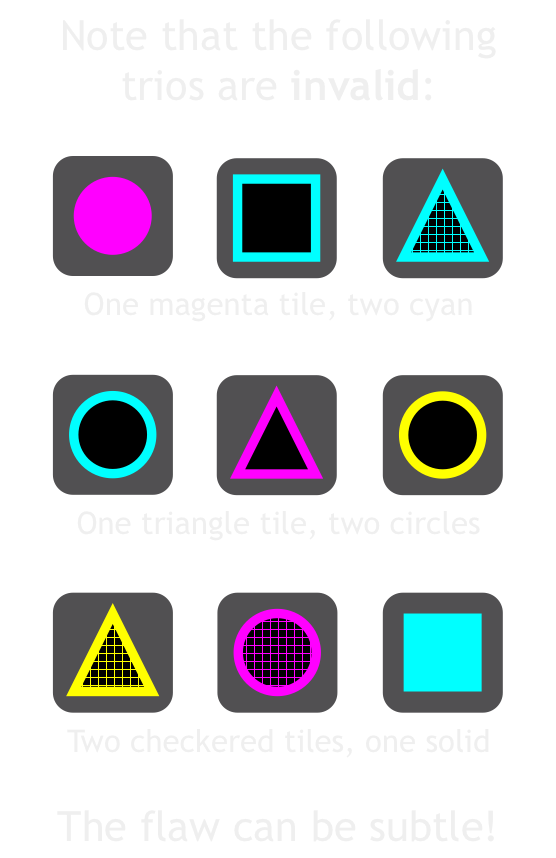 Note that the following
trios are invalid:
One magenta tile, two cyan
One triangle tile, two circles
Two checkered tiles, one solid
The flaw can be subtle!